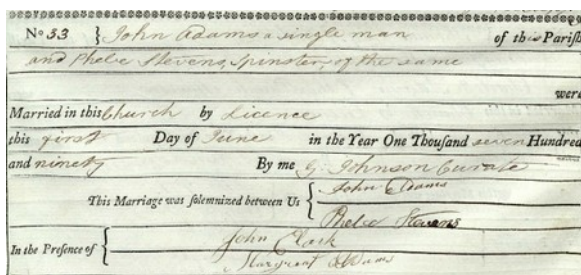 No 33 { John Adams a single man of this Parish
and Phebe Stevens, Spinster, of the same
were
Married in this Church by Licence
this first Day of June in the Year One Thousand seven Hundred
and ninety By me G Johnson Curate
This Marriage was solemnized between Us { John Adams
Phebe Stevens
In the Presence of { John Clark
Margreat Adams